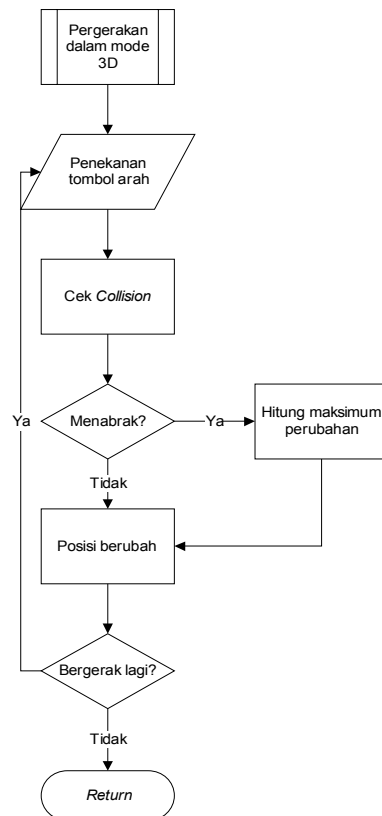 Pergerakan
dalam mode
3D
Penekanan
tombol arah
Cek Collision
Menabrak?
Ya
Hitung maksimum
perubahan
Ya
Tidak
Posisi berubah
Bergerak lagi?
Tidak
Return